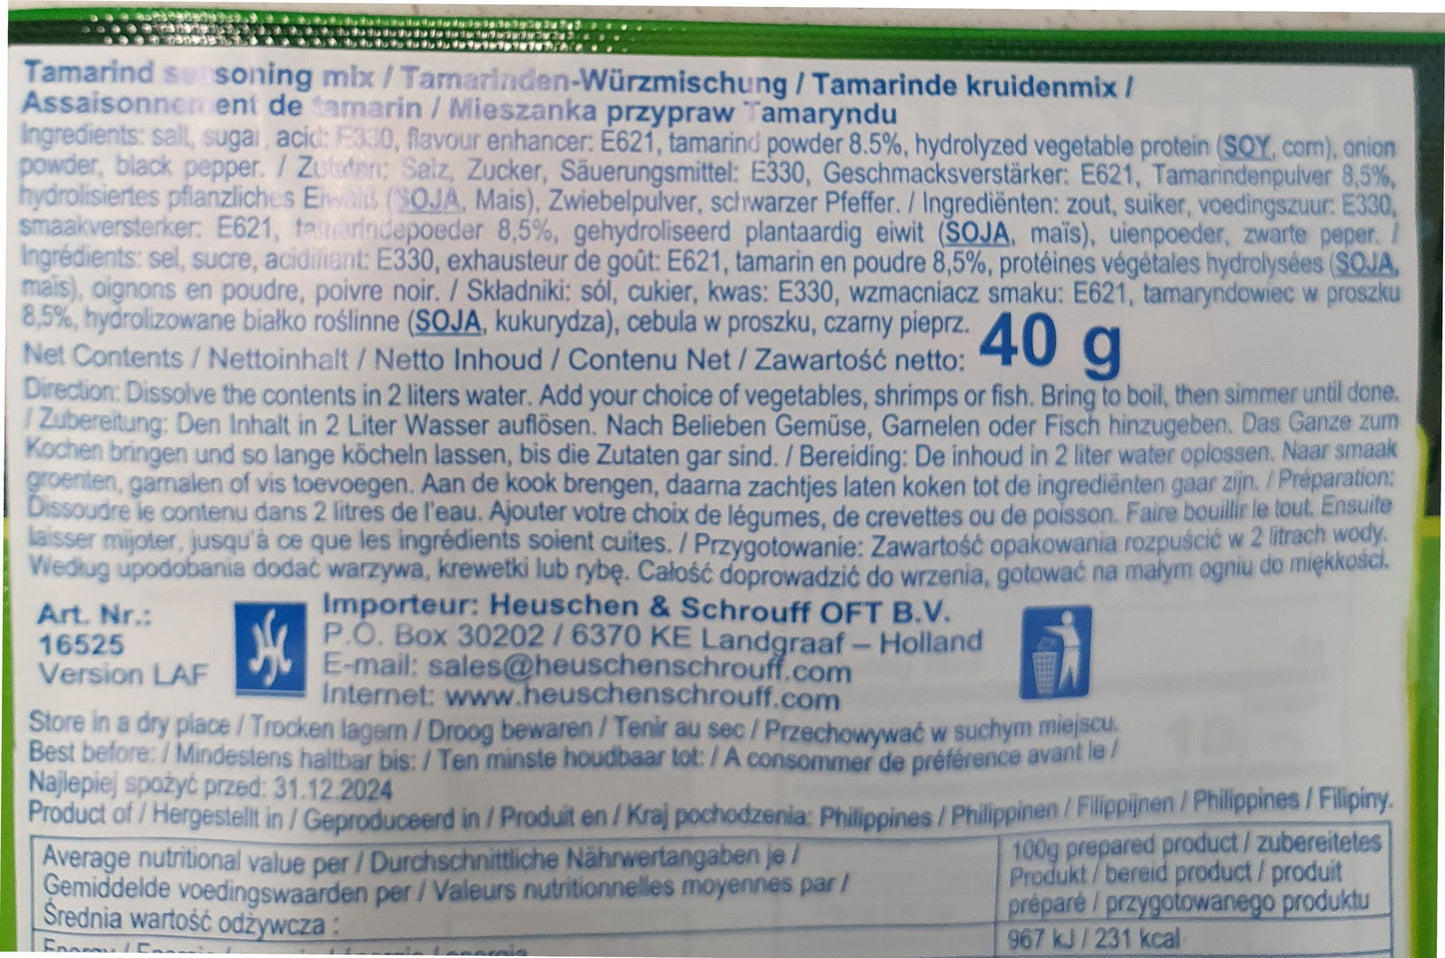 Tamarind soning mix / Tamarinden-Würzmischung / Tamarinde kruidenmix /
Assaisonnement de tamarin / Mieszanka przypraw Tamaryndu
Ingredients: salt, sugar, acid: E330, flavour enhancer: E621, tamarind powder 8.5%, hydrolyzed vegetable protein (SOY, corn), onion
powder, black pepper. / Zutaten: Salz, Zucker, Säuerungsmittel: E330, Geschmacksverstärker: E621, Tamarindenpulver 8,5%,
hydrolisiertes pflanzliches Eiweiß (SOJA, Mais), Zwiebelpulver, schwarzer Pfeffer. / Ingrediënten: zout, suiker, voedingszuur: E330,
smaakversterker: E621, tamarindepoeder 8,5%, gehydroliseerd plantaardig eiwit (SOJA, maïs), uienpoeder, zwarte peper. /
Ingrédients: sel, sucre, acidifiant: E330, exhausteur de goût: E621, tamarin en poudre 8,5%, protéines végétales hydrolysées (SOJA,
maïs), oignons en poudre, poivre noir. / Składniki: sól, cukier, kwas: E330, wzmacniacz smaku: E621, tamaryndowiec w proszku
8,5%, hydrolizowane białko roślinne (SOJA, kukurydza), cebula w proszku, czarny pieprz.
Net Contents / Nettoinhalt / Netto Inhoud / Contenu Net / Zawartość netto: 40 g
Direction: Dissolve the contents in 2 liters water. Add your choice of vegetables, shrimps or fish. Bring to boil, then simmer until done.
/ Zubereitung: Den Inhalt in 2 Liter Wasser auflösen. Nach Belieben Gemüse, Garnelen oder Fisch hinzugeben. Das Ganze zum
Kochen bringen und so lange köcheln lassen, bis die Zutaten gar sind. / Bereiding: De inhoud in 2 liter water oplossen. Naar smaak
groenten, garnalen of vis toevoegen. Aan de kook brengen, daarna zachtjes laten koken tot de ingrediënten gaar zijn. / Préparation:
Dissoudre le contenu dans 2 litres de l'eau. Ajouter votre choix de légumes, de crevettes ou de poisson. Faire bouillir le tout. Ensuite
laisser mijoter, jusqu'à ce que les ingrédients soient cuites. / Przygotowanie: Zawartość opakowania rozpuścić w 2 litrach wody.
Według upodobania dodać warzywa, krewetki lub rybę. Całość doprowadzić do wrzenia, gotować na małym ogniu do miękkości.
Art. Nr.:
16525
Version LAF
Importeur: Heuschen & Schrouff OFT B.V.
P.O. Box 30202 / 6370 KE Landgraaf – Holland
E-mail: sales@heuschenschrouff.com
Internet: www.heuschenschrouff.com
Store in a dry place / Trocken lagern / Droog bewaren / Tenir au sec / Przechowywać w suchym miejscu.
Best before: / Mindestens haltbar bis: / Ten minste houdbaar tot: / A consommer de préférence avant le /
Najlepiej spożyć przed: 31.12.2024
Product of / Hergestellt in / Geproduceerd in / Produit en / Kraj pochodzenia: Philippines / Philippinen / Filippijnen / Philippines / Filipiny.
Average nutritional value per / Durchschnittliche Nährwertangaben je /
Gemiddelde voedingswaarden per / Valeurs nutritionnelles moyennes par /
Średnia wartość odżywcza :
100g prepared product / zubereitetes
Produkt / bereid product / produit
préparé / przygotowanego produktu
967 kJ / 231 kcal